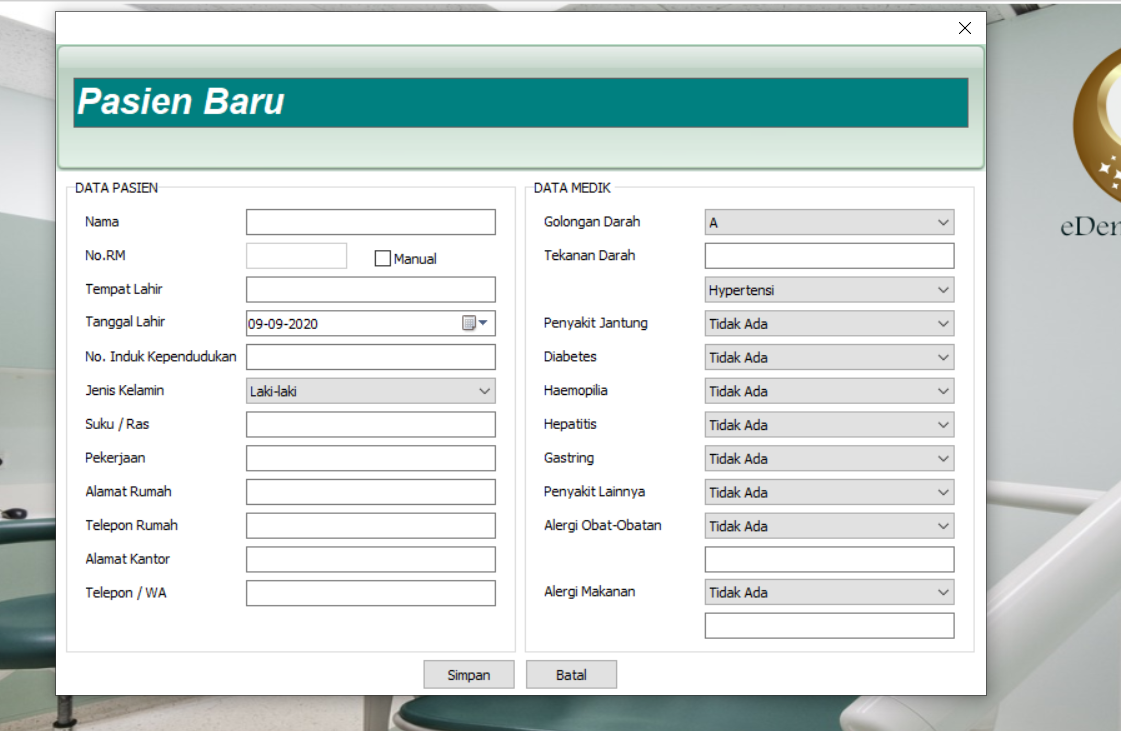 Pasien Baru
DATA PASIEN
Nama
No.RM
Manual
Tempat Lahir
Tanggal Lahir
09-09-2020
No. Induk Kependudukan
Jenis Kelamin
Laki-laki
Suku / Ras
Pekerjaan
Alamat Rumah
Telepon Rumah
Alamat Kantor
Telepon / WA
DATA MEDIK
Golongan Darah
A
Tekanan Darah
Hypertensi
Penyakit Jantung
Tidak Ada
Diabetes
Tidak Ada
Haemopilia
Tidak Ada
Hepatitis
Tidak Ada
Gastring
Tidak Ada
Penyakit Lainnya
Tidak Ada
Alergi Obat-Obatan
Tidak Ada
Alergi Makanan
Tidak Ada
Simpan
Batal